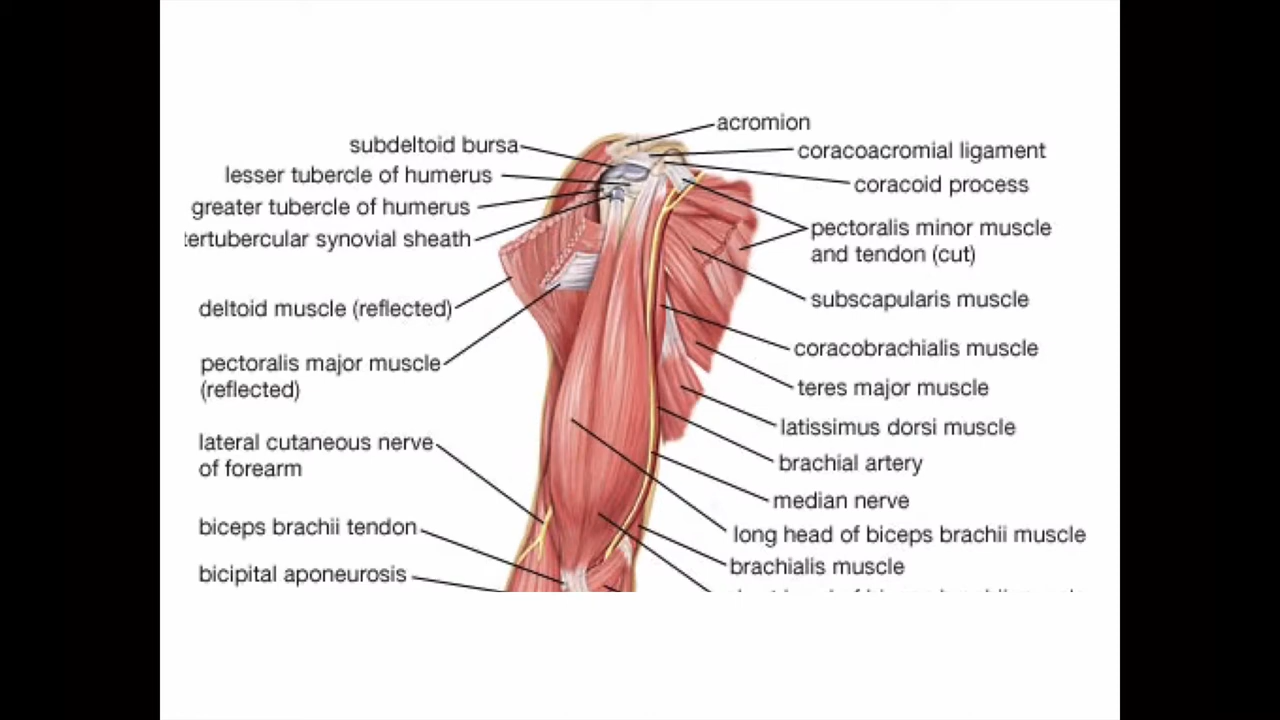 subdeltoid bursa
lesser tubercle of humerus
greater tubercle of humerus
tertubercular synovial sheath
deltoid muscle (reflected)
pectoralis major muscle
(reflected)
lateral cutaneous nerve
of forearm
biceps brachii tendon
bicipital aponeurosis
acromion
coracoacromial ligament
coracoid process
pectoralis minor muscle
and tendon (cut)
subscapularis muscle
coracobrachialis muscle
teres major muscle
latissimus dorsi muscle
brachial artery
median nerve
long head of biceps brachii muscle
brachialis muscle